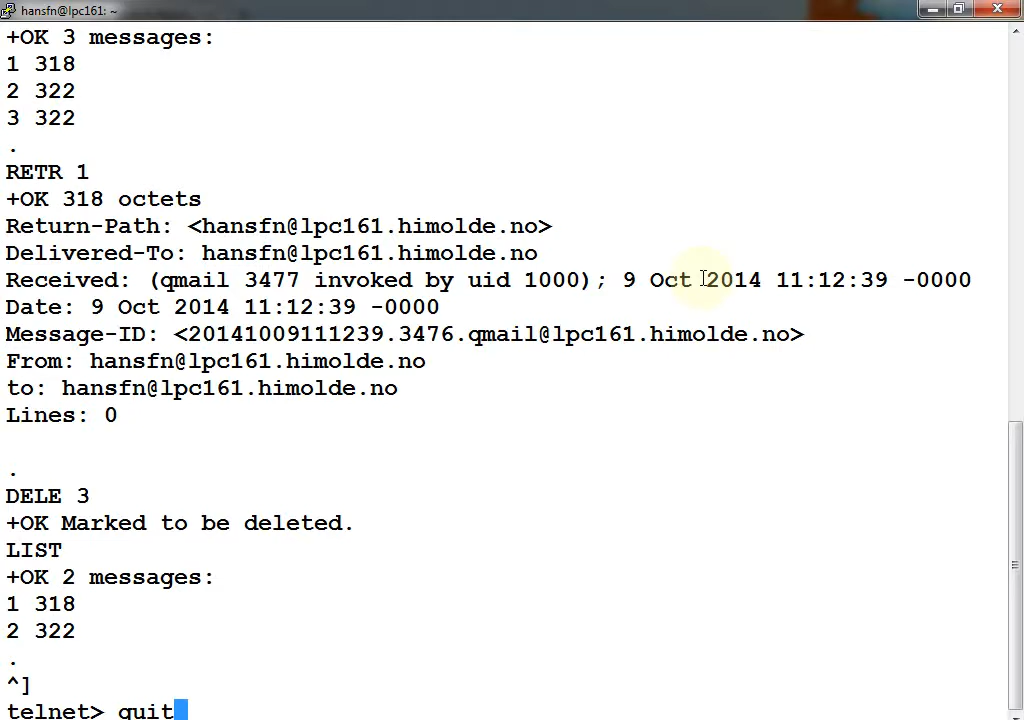 hansfn@lpc161: ~
+OK 3 messages:
1 318
2 322
3 322
.
RETR 1
+OK 318 octets
Return-Path: <hansfn@lpc161.himolde.no>
Delivered-To: hansfn@lpc161.himolde.no
Received: (qmail 3477 invoked by uid 1000); 9 Oct 2014 11:12:39 -0000
Date: 9 Oct 2014 11:12:39 -0000
Message-ID: <20141009111239.3476.qmail@lpc161.himolde.no>
From: hansfn@lpc161.himolde.no
to: hansfn@lpc161.himolde.no
Lines: 0
.
DELE 3
+OK Marked to be deleted.
LIST
+OK 2 messages:
1 318
2 322
.
^]
telnet> quit